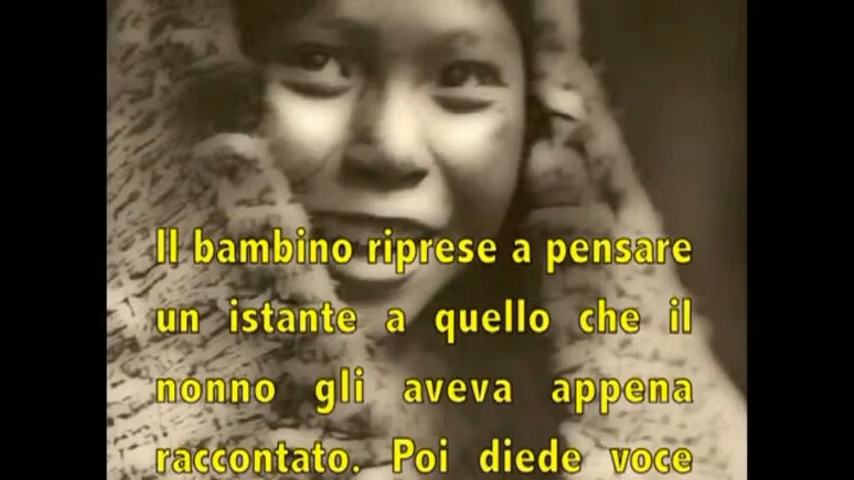 Il bambino riprese a pensare
un istante a quello che il
nonno gli aveva appena
raccontato. Poi diede voce